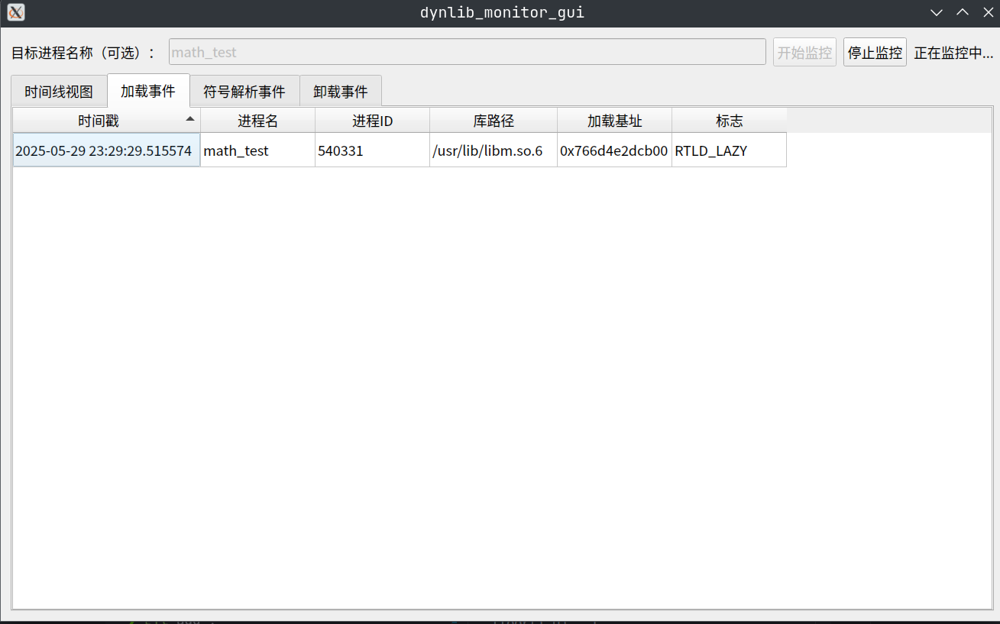 dynlib_monitor_gui
目标进程名称（可选）： math_test 开始监控 停止监控 正在监控中...
时间线视图 加载事件 符号解析事件 卸载事件
时间戳 进程名 进程ID 库路径 加载基址 标志
2025-05-29 23:29:29.515574 math_test 540331 /usr/lib/libm.so.6 0x766d4e2dcb00 RTLD_LAZY